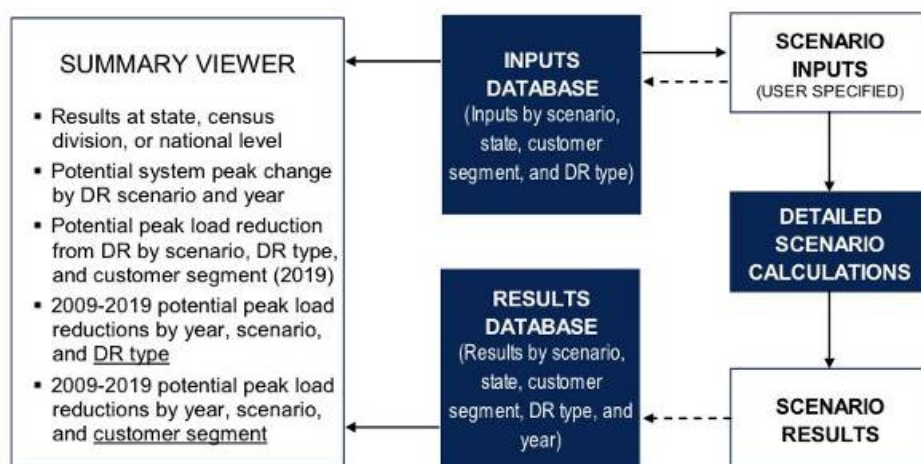 SUMMARY VIEWER
▪ Results at state, census
division, or national level
▪ Potential system peak change
by DR scenario and year
▪ Potential peak load reduction
from DR by scenario, DR type,
and customer segment (2019)
▪ 2009-2019 potential peak load
reductions by year, scenario,
and DR type
▪ 2009-2019 potential peak load
reductions by year, scenario,
and customer segment
INPUTS
DATABASE
(Inputs by scenario,
state, customer
segment, and DR type)
SCENARIO
INPUTS
(USER SPECIFIED)
DETAILED
SCENARIO
CALCULATIONS
RESULTS
DATABASE
(Results by scenario,
state, customer
segment, DR type, and
year)
SCENARIO
RESULTS